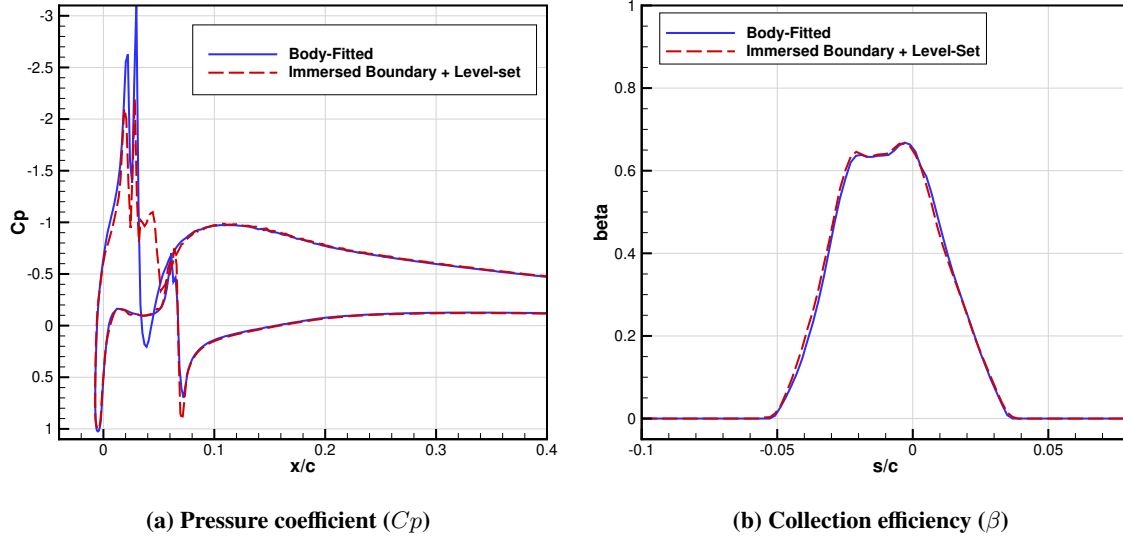 -3
-2.5
-2
-1.5
-1
-0.5
0
0.5
1
Cp
0
0.1
0.2
0.3
0.4
x/c
Body-Fitted
Immersed Boundary + Level-set
(a) Pressure coefficient (Cp)
1
0.8
0.6
0.4
0.2
0
beta
-0.1
-0.05
0
0.05
s/c
Body-Fitted
Immersed Boundary + Level-Set
(b) Collection efficiency (β)